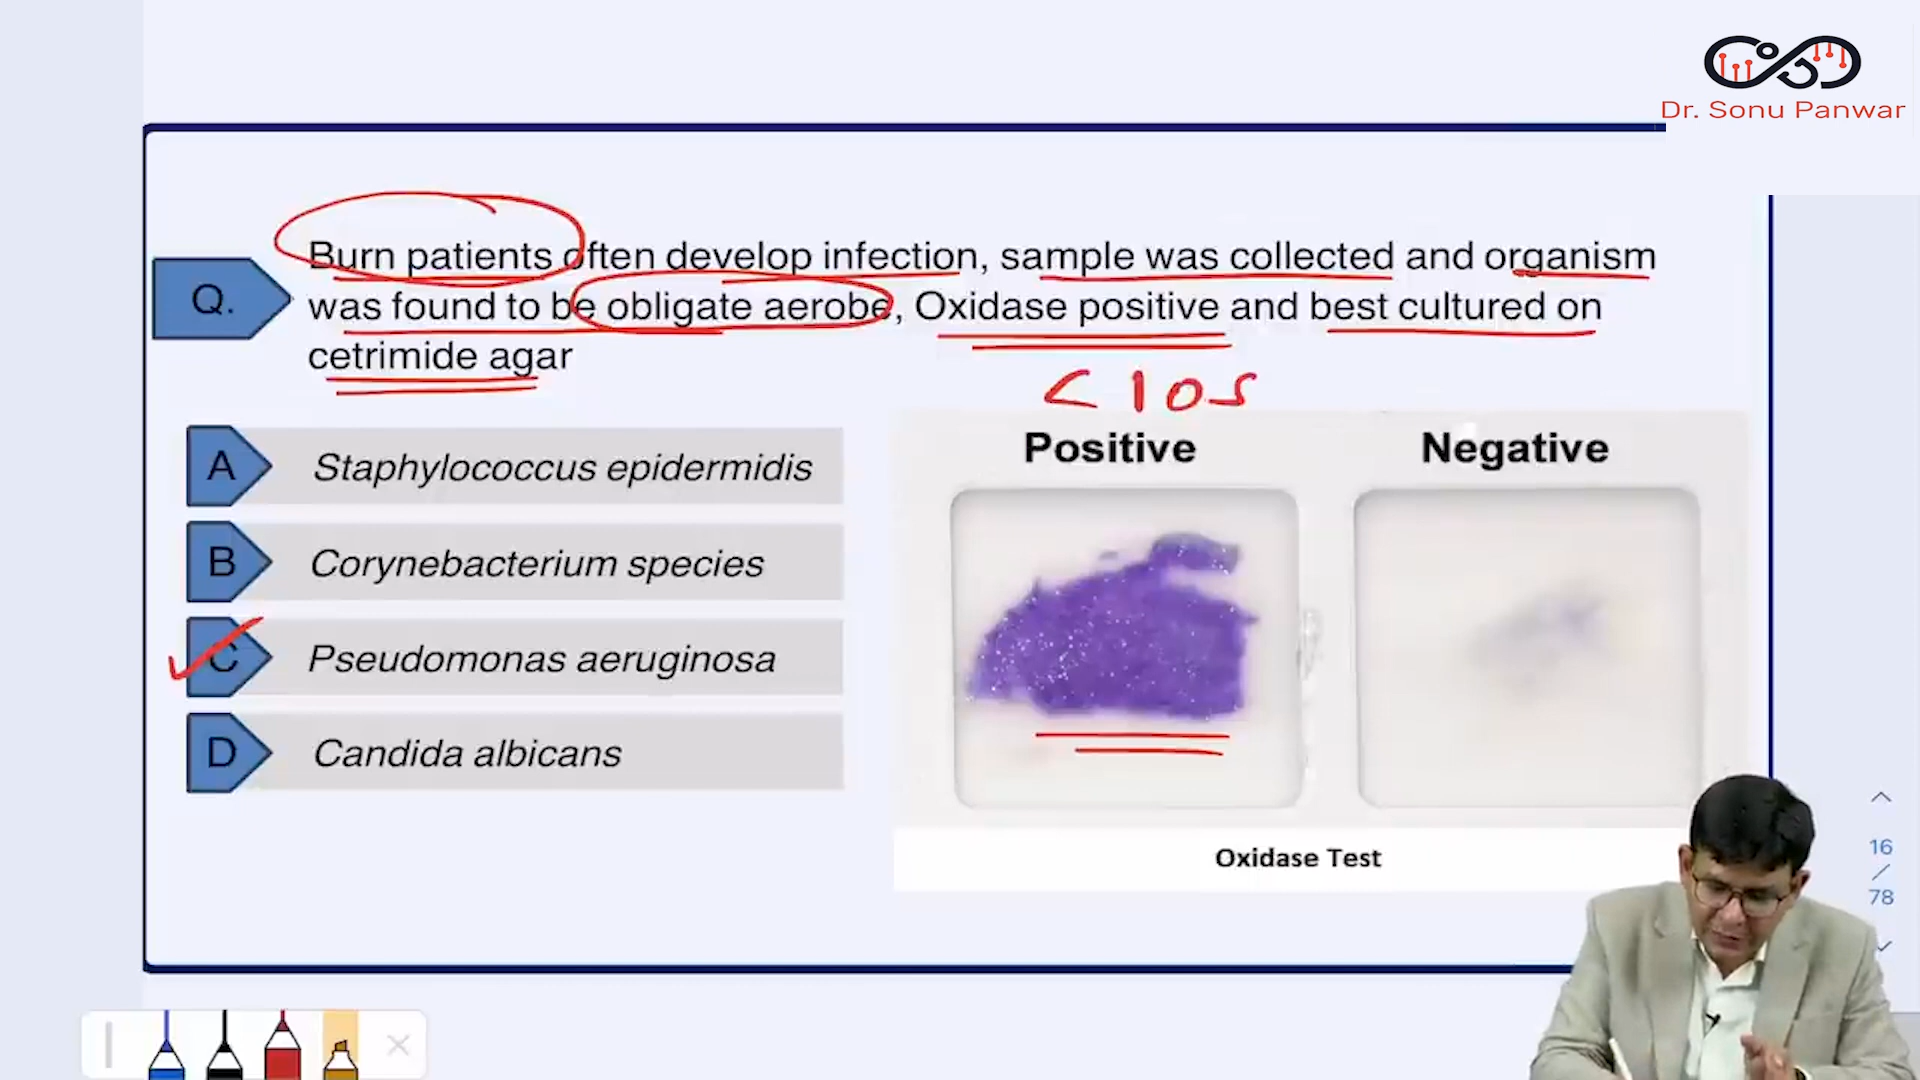 Dr. Sonu Panwar
Q.
Burn patients often develop infection, sample was collected and organism
was found to be obligate aerobe, Oxidase positive and best cultured on
cetrimide agar
< 10 s
A Staphylococcus epidermidis
B Corynebacterium species
C Pseudomonas aeruginosa
D Candida albicans
Positive
Negative
Oxidase Test
16
/
78